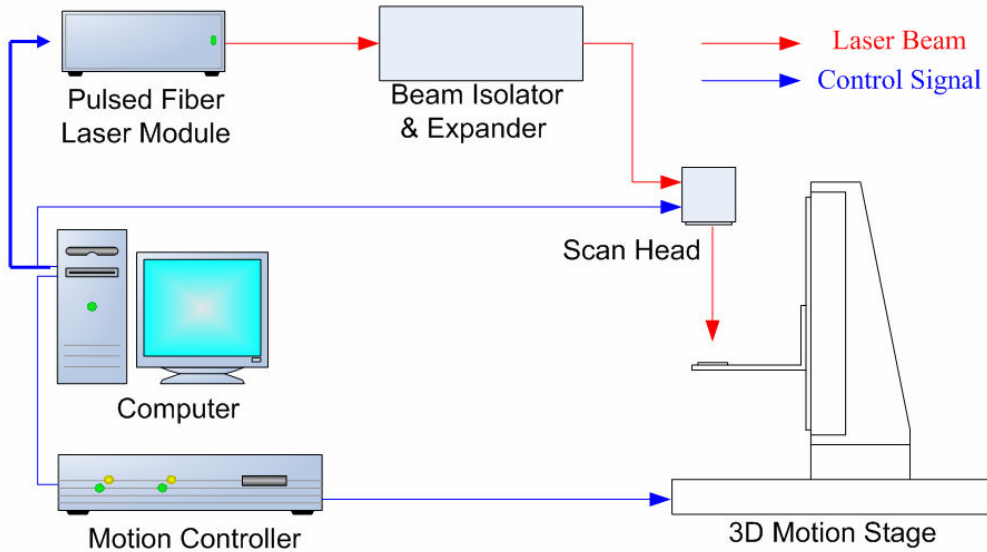 Pulsed Fiber
Laser Module
Beam Isolator
& Expander
Laser Beam
Control Signal
Scan Head
Computer
Motion Controller
3D Motion Stage